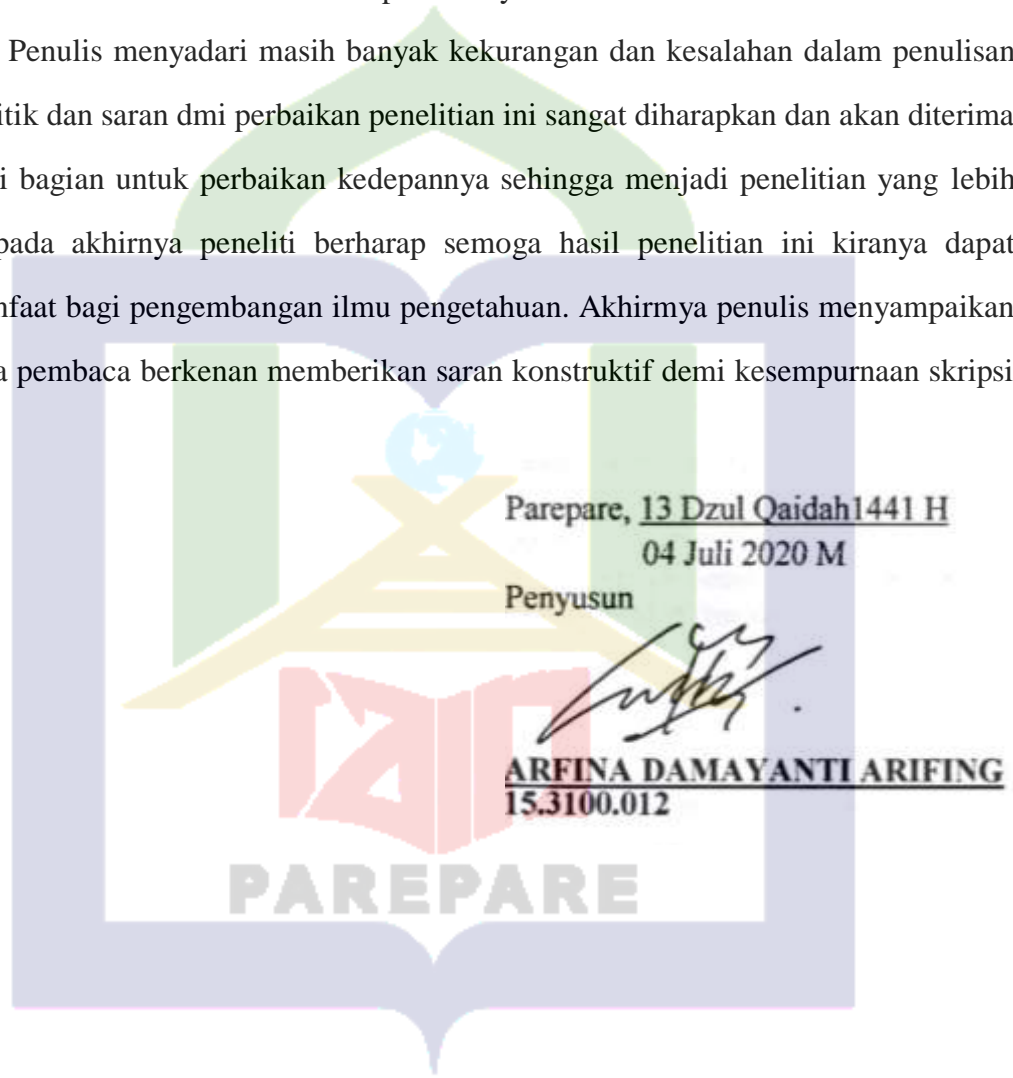 Penulis menyadari masih banyak kekurangan dan kesalahan dalam penulisan
itik dan saran dmi perbaikan penelitian ini sangat diharapkan dan akan diterima
i bagian untuk perbaikan kedepannya sehingga menjadi penelitian yang lebih
pada akhirnya peneliti berharap semoga hasil penelitian ini kiranya dapat
nfaat bagi pengembangan ilmu pengetahuan. Akhirmya penulis menyampaikan
a pembaca berkenan memberikan saran konstruktif demi kesempurnaan skripsi
Parepare, 13 Dzul Qaidah1441 H
04 Juli 2020 M
Penyusun
ARFINA DAMAYANTI ARIFING
15.3100.012
PAREPARE